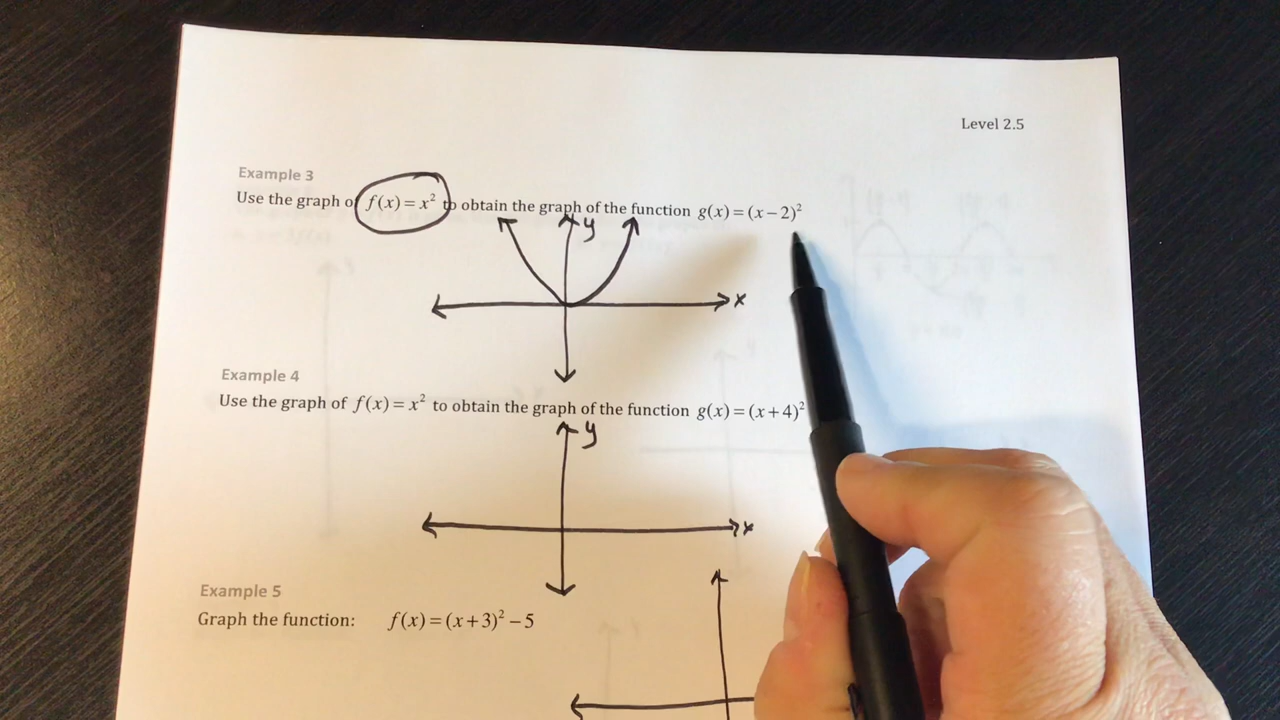 Level 2.5
Example 3
Use the graph of f(x) = x² to obtain the graph of the function g(x) = (x − 2)²
y
x
Example 4
Use the graph of f(x) = x² to obtain the graph of the function g(x) = (x + 4)²
y
x
Example 5
Graph the function: f(x) = (x + 3)² − 5